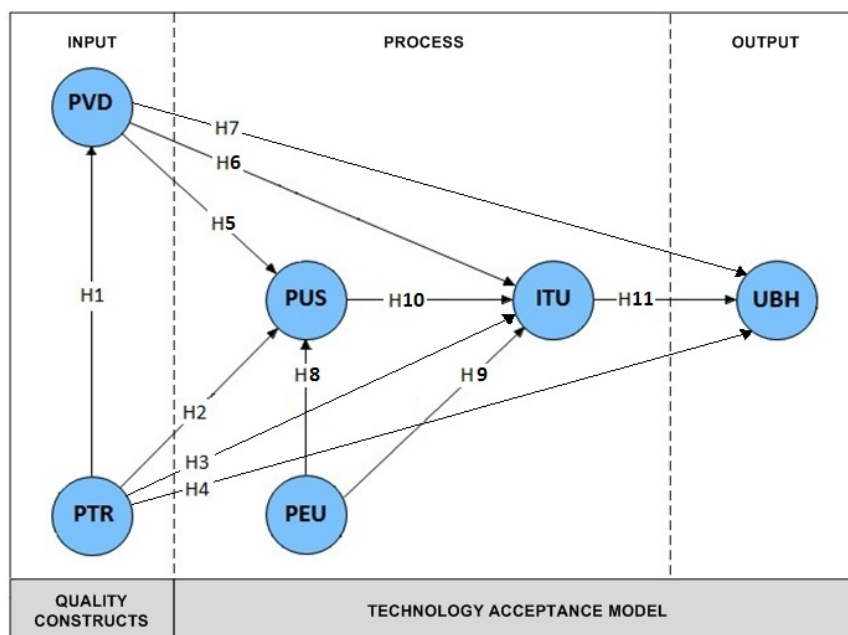 INPUT
PROCESS
OUTPUT
PVD
H7
H6
H5
H1
PUS
H10
ITU
H11
UBH
H8
H9
H2
H3
H4
PTR
PEU
QUALITY
CONSTRUCTS
TECHNOLOGY ACCEPTANCE MODEL